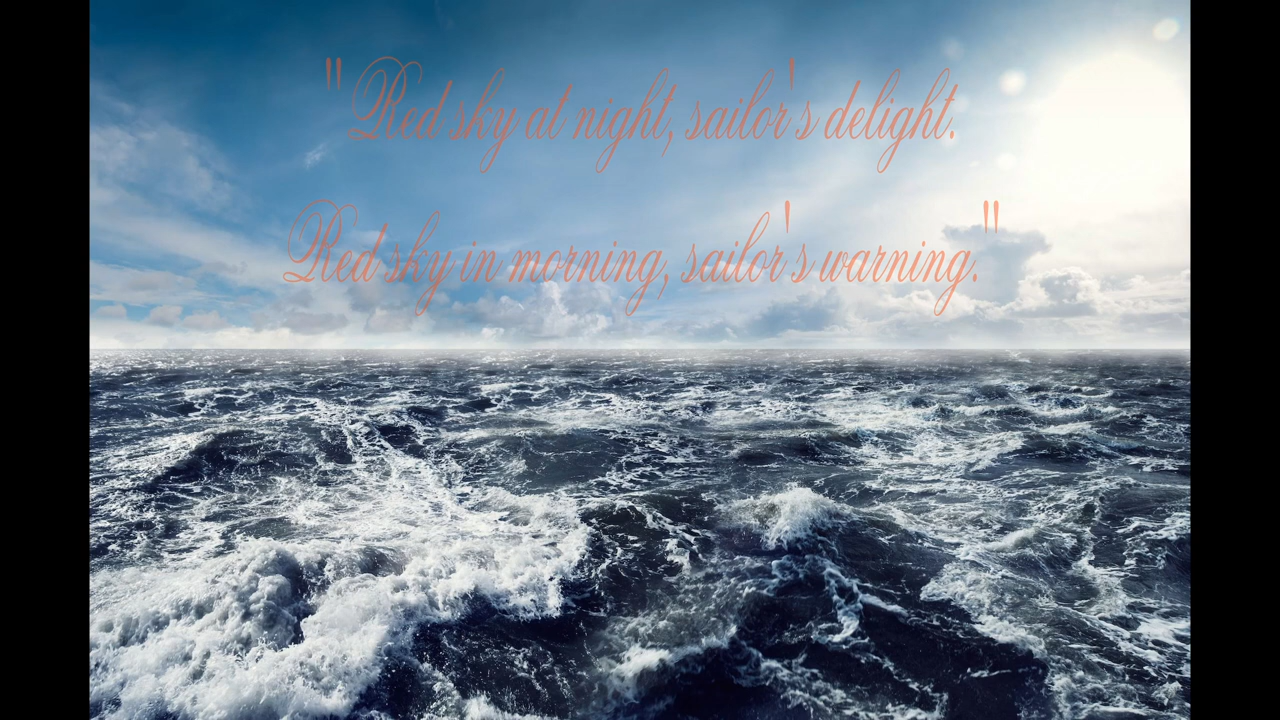 "Red sky at night, sailor's delight.
Red sky in morning, sailor's warning."